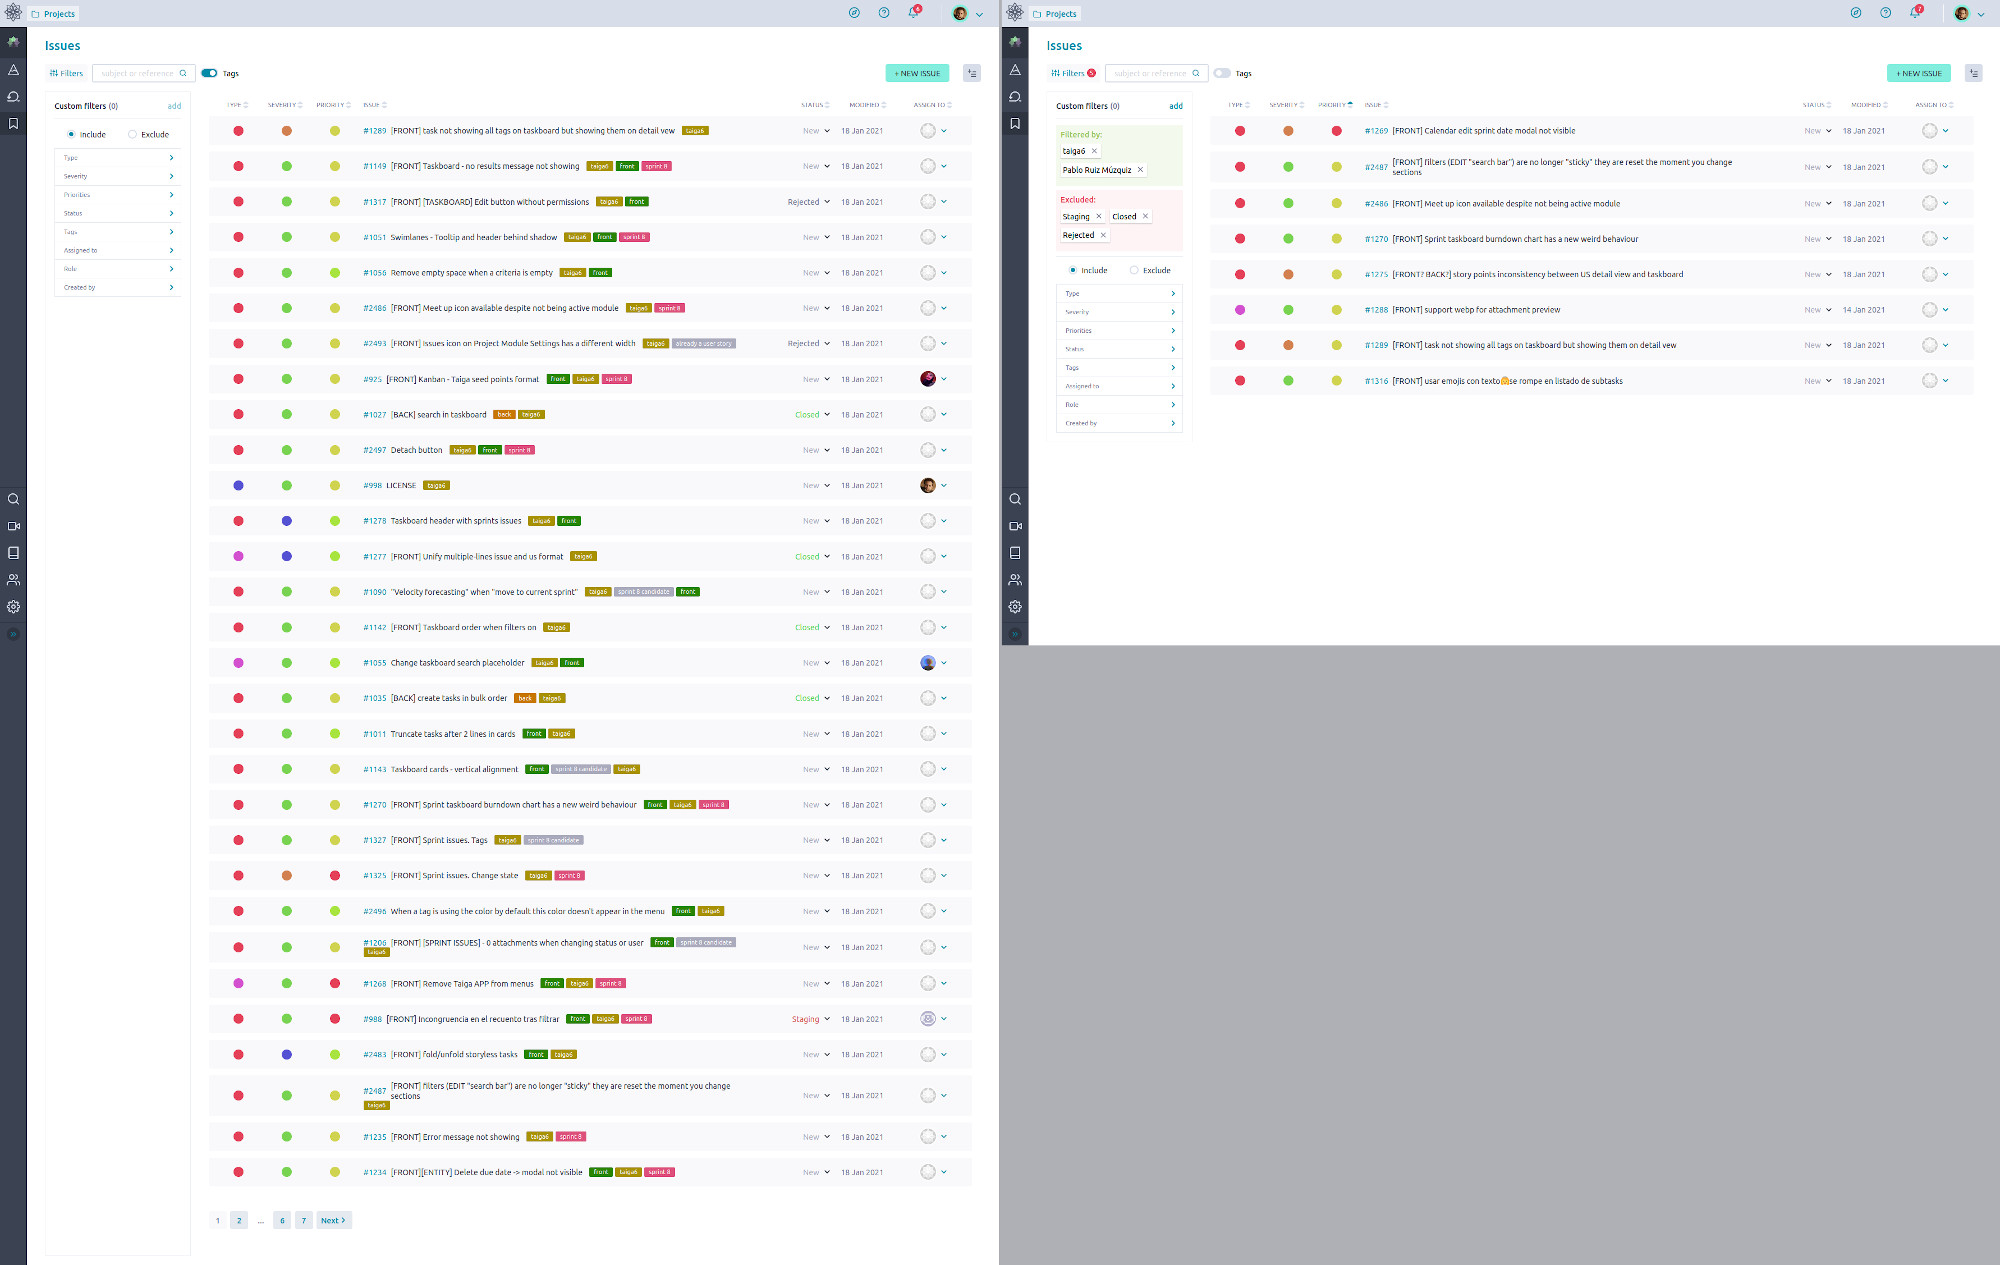 Projects
6
Issues
Filters
subject or reference
Tags
+ NEW ISSUE
Custom filters (0)
add
Include
Exclude
Type
Severity
Priorities
Status
Tags
Assigned to
Role
Created by
TYPE SEVERITY PRIORITY ISSUE STATUS MODIFIED ASSIGN TO
#1289 [FRONT] task not showing all tags on taskboard but showing them on detail vew taiga6 New 18 Jan 2021
#1149 [FRONT] Taskboard - no results message not showing taiga6 front sprint 8 New 18 Jan 2021
#1317 [FRONT] [TASKBOARD] Edit button without permissions taiga6 front Rejected 18 Jan 2021
#1051 Swimlanes - Tooltip and header behind shadow taiga6 front sprint 8 New 18 Jan 2021
#1056 Remove empty space when a criteria is empty taiga6 front New 18 Jan 2021
#2486 [FRONT] Meet up icon available despite not being active module taiga6 sprint 8 New 18 Jan 2021
#2493 [FRONT] Issues icon on Project Module Settings has a different width taiga6 already a user story Rejected 18 Jan 2021
#925 [FRONT] Kanban - Taiga seed points format front taiga6 sprint 8 New 18 Jan 2021
#1027 [BACK] search in taskboard back taiga6 Closed 18 Jan 2021
#2497 Detach button taiga6 front sprint 8 New 18 Jan 2021
#998 LICENSE taiga6 New 18 Jan 2021
#1278 Taskboard header with sprints issues taiga6 front New 18 Jan 2021
#1277 [FRONT] Unify multiple-lines issue and us format taiga6 Closed 18 Jan 2021
#1090 "Velocity forecasting" when "move to current sprint" taiga6 sprint 8 candidate front New 18 Jan 2021
#1142 [FRONT] Taskboard order when filters on taiga6 Closed 18 Jan 2021
#1055 Change taskboard search placeholder taiga6 front New 18 Jan 2021
#1035 [BACK] create tasks in bulk order back taiga6 Closed 18 Jan 2021
#1011 Truncate tasks after 2 lines in cards front taiga6 New 18 Jan 2021
#1143 Taskboard cards - vertical alignment front sprint 8 candidate taiga6 New 18 Jan 2021
#1270 [FRONT] Sprint taskboard burndown chart has a new weird behaviour front taiga6 sprint 8 New 18 Jan 2021
#1327 [FRONT] Sprint issues. Tags taiga6 sprint 8 candidate New 18 Jan 2021
#1325 [FRONT] Sprint issues. Change state taiga6 sprint 8 New 18 Jan 2021
#2496 When a tag is using the color by default this color doesn't appear in the menu front taiga6 New 18 Jan 2021
#1206 [FRONT] [SPRINT ISSUES] - 0 attachments when changing status or user front sprint 8 candidate New 18 Jan 2021
taiga6
#1268 [FRONT] Remove Taiga APP from menus front taiga6 sprint 8 New 18 Jan 2021
#988 [FRONT] Incongruencia en el recuento tras filtrar front taiga6 sprint 8 Staging 18 Jan 2021
#2483 [FRONT] fold/unfold storyless tasks front taiga6 New 18 Jan 2021
#2487 [FRONT] filters (EDIT "search bar") are no longer "sticky" they are reset the moment you change
sections New 18 Jan 2021
taiga6
#1235 [FRONT] Error message not showing taiga6 sprint 8 New 18 Jan 2021
#1234 [FRONT][ENTITY] Delete due date -> modal not visible front taiga6 sprint 8 New 18 Jan 2021
1 2 ... 6 7 Next
Projects
7
Issues
Filters 5
subject or reference
Tags
+ NEW ISSUE
Custom filters (0)
add
Filtered by:
taiga6
Pablo Ruiz Múzquiz
Excluded:
Staging Closed
Rejected
Include
Exclude
Type
Severity
Priorities
Status
Tags
Assigned to
Role
Created by
TYPE SEVERITY PRIORITY ISSUE STATUS MODIFIED ASSIGN TO
#1269 [FRONT] Calendar edit sprint date modal not visible New 18 Jan 2021
#2487 [FRONT] filters (EDIT "search bar") are no longer "sticky" they are reset the moment you change
sections New 18 Jan 2021
#2486 [FRONT] Meet up icon available despite not being active module New 18 Jan 2021
#1270 [FRONT] Sprint taskboard burndown chart has a new weird behaviour New 18 Jan 2021
#1275 [FRONT? BACK?] story points inconsistency between US detail view and taskboard New 18 Jan 2021
#1288 [FRONT] support webp for attachment preview New 14 Jan 2021
#1289 [FRONT] task not showing all tags on taskboard but showing them on detail vew New 18 Jan 2021
#1316 [FRONT] usar emojis con texto se rompe en listado de subtasks New 18 Jan 2021